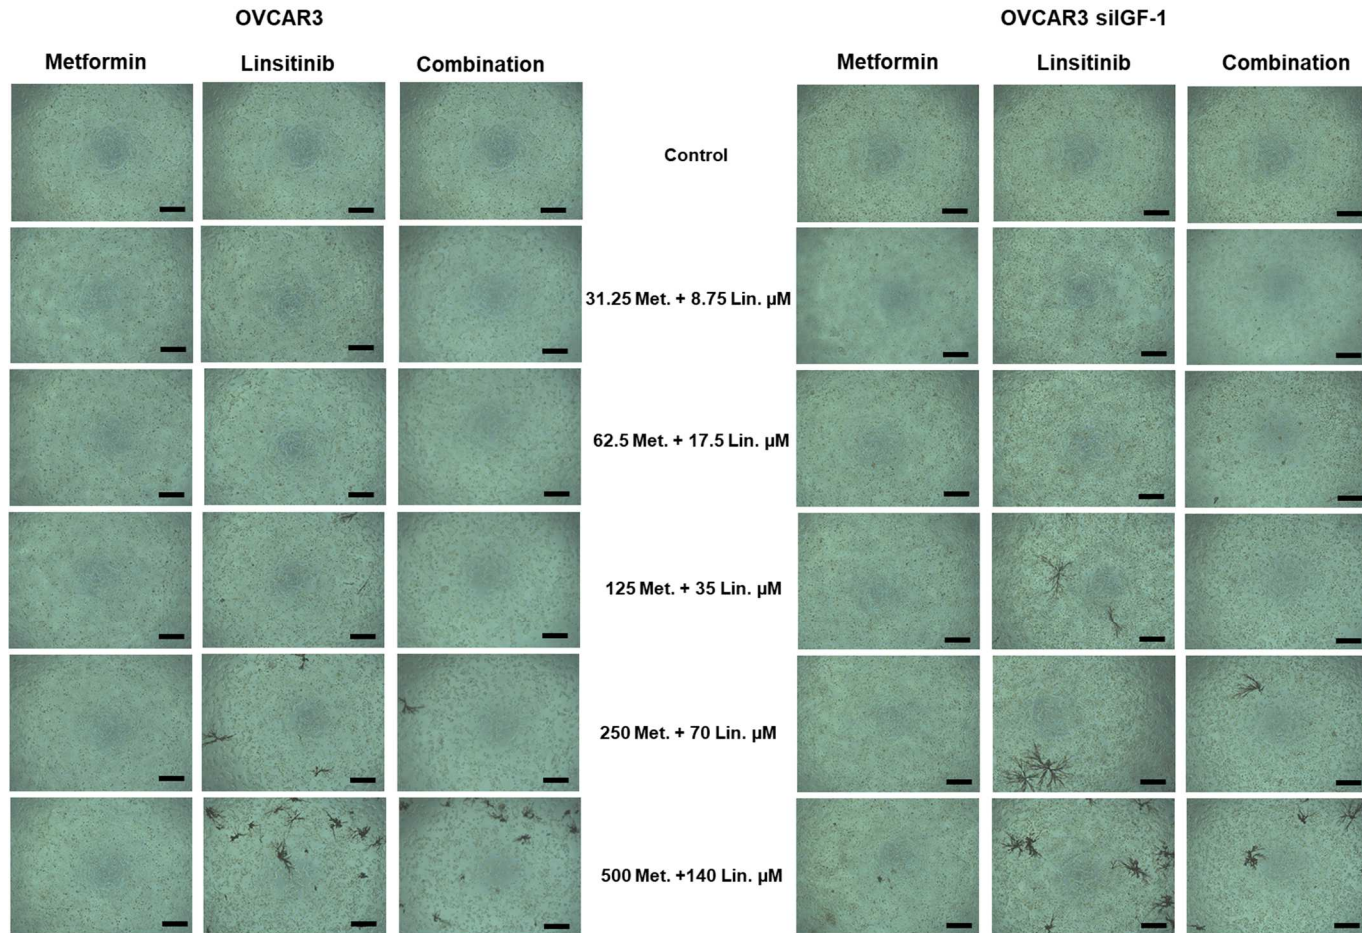 OVCAR3
OVCAR3 siIGF-1
Metformin
Linsitinib
Combination
Metformin
Linsitinib
Combination
Control
31.25 Met. + 8.75 Lin. µM
62.5 Met. + 17.5 Lin. µM
125 Met. + 35 Lin. µM
250 Met. + 70 Lin. µM
500 Met. +140 Lin. µM